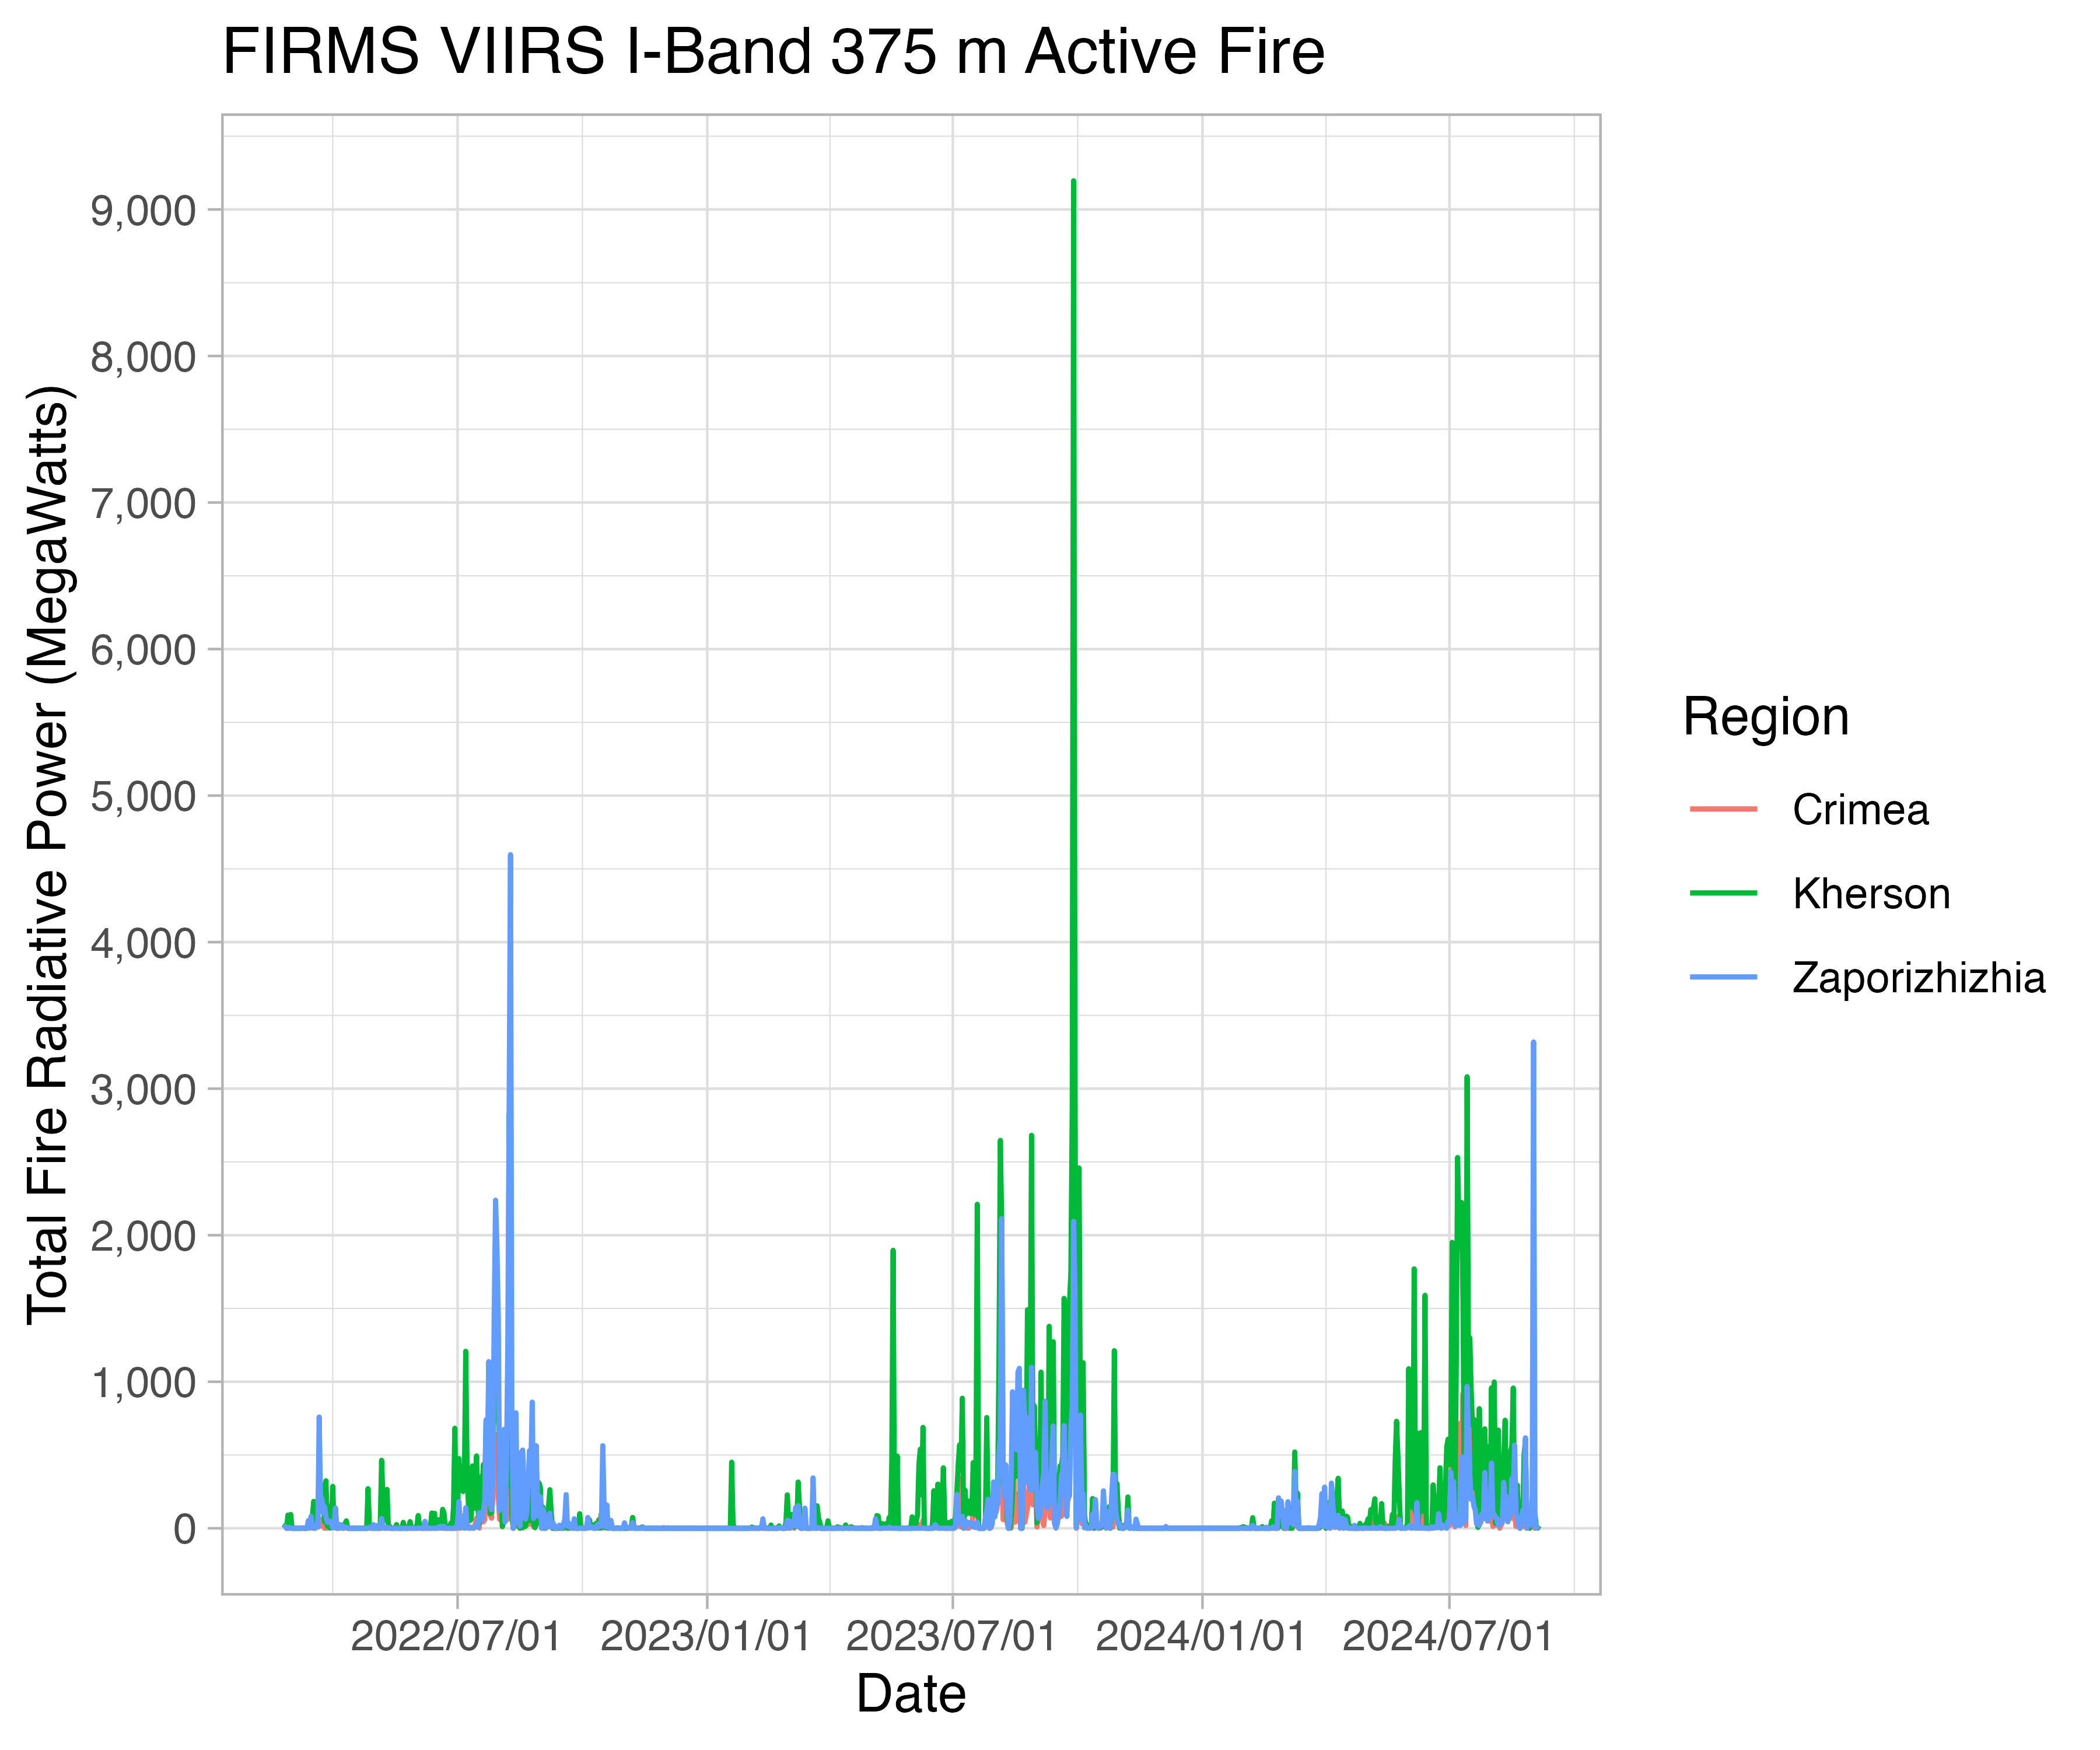 FIRMS VIIRS I-Band 375 m Active Fire
Total Fire Radiative Power (MegaWatts)
9,000
8,000
7,000
6,000
5,000
4,000
3,000
2,000
1,000
0
2022/07/01
2023/01/01
2023/07/01
2024/01/01
2024/07/01
Date
Region
Crimea
Kherson
Zaporizhizhia